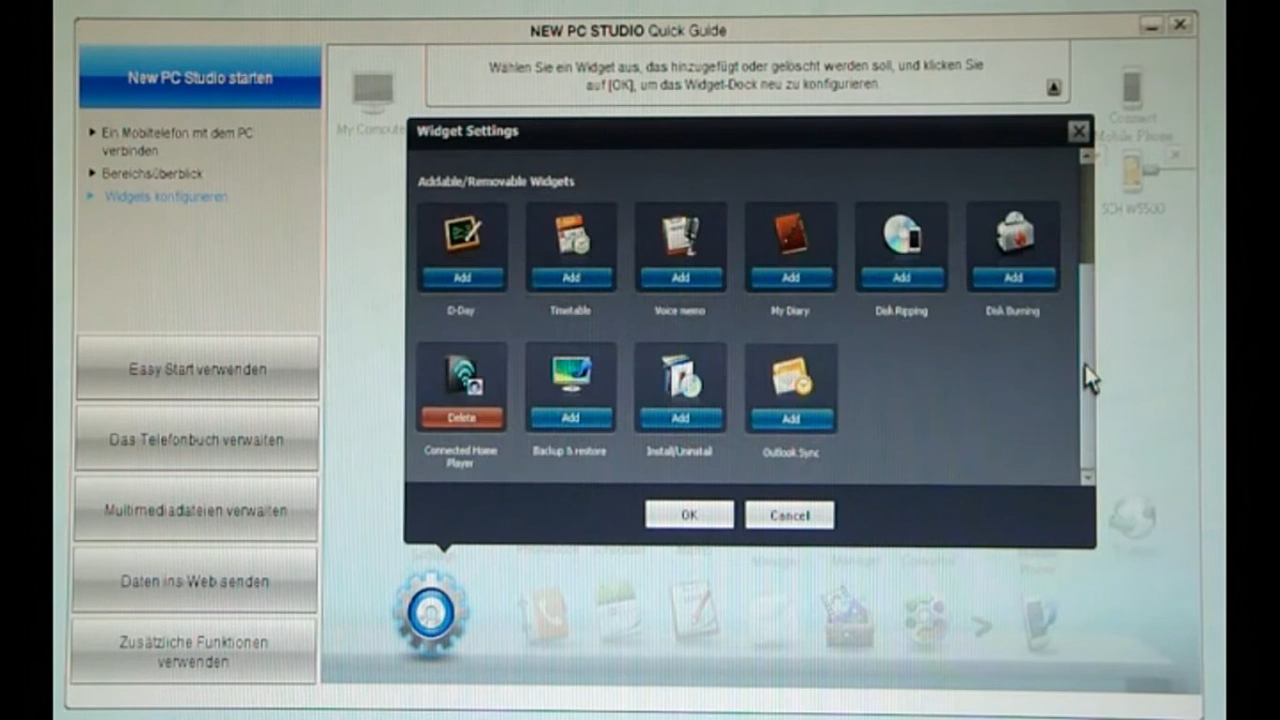 NEW PC STUDIO Quick Guide
New PC Studio starten
Ein Mobiltelefon mit dem PC
verbinden
Bereichsüberblick
Widgets konfigurieren
Easy Start verwenden
Das Telefonbuch verwalten
Multimediadateien verwalten
Daten ins Web senden
Zusätzliche Funktionen
verwenden
Wählen Sie ein Widget aus, das hinzugefügt oder gelöscht werden soll, und klicken Sie
auf [OK], um das Widget-Dock neu zu konfigurieren.
My Compute
Connect
Mobile Phone
SCH W5500
Widget Settings
Addable/Removable Widgets
Add
Add
Add
Add
Add
Add
D-Day
Timetable
Voice memo
My Diary
Disk Ripping
Disk Burning
Delete
Add
Add
Add
Connected Home
Player
Backup & restore
Install/Uninstall
Outlook Sync
OK
Cancel